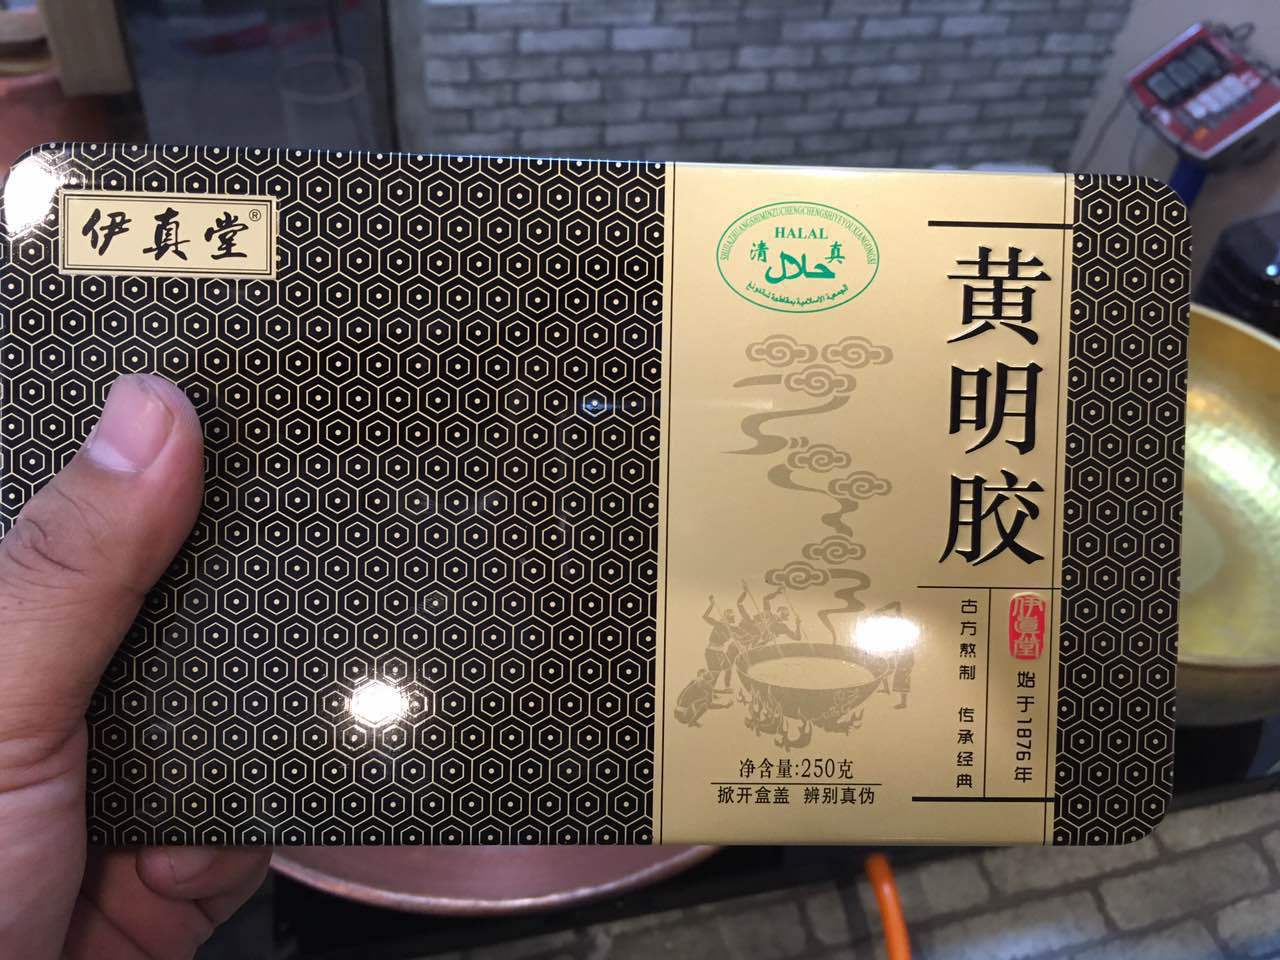 伊真堂®
HALAL
清 真
حلال
黄明胶
伊真堂
始于1876年
古方熬制 传承经典
净含量:250克
掀开盒盖 辨别真伪